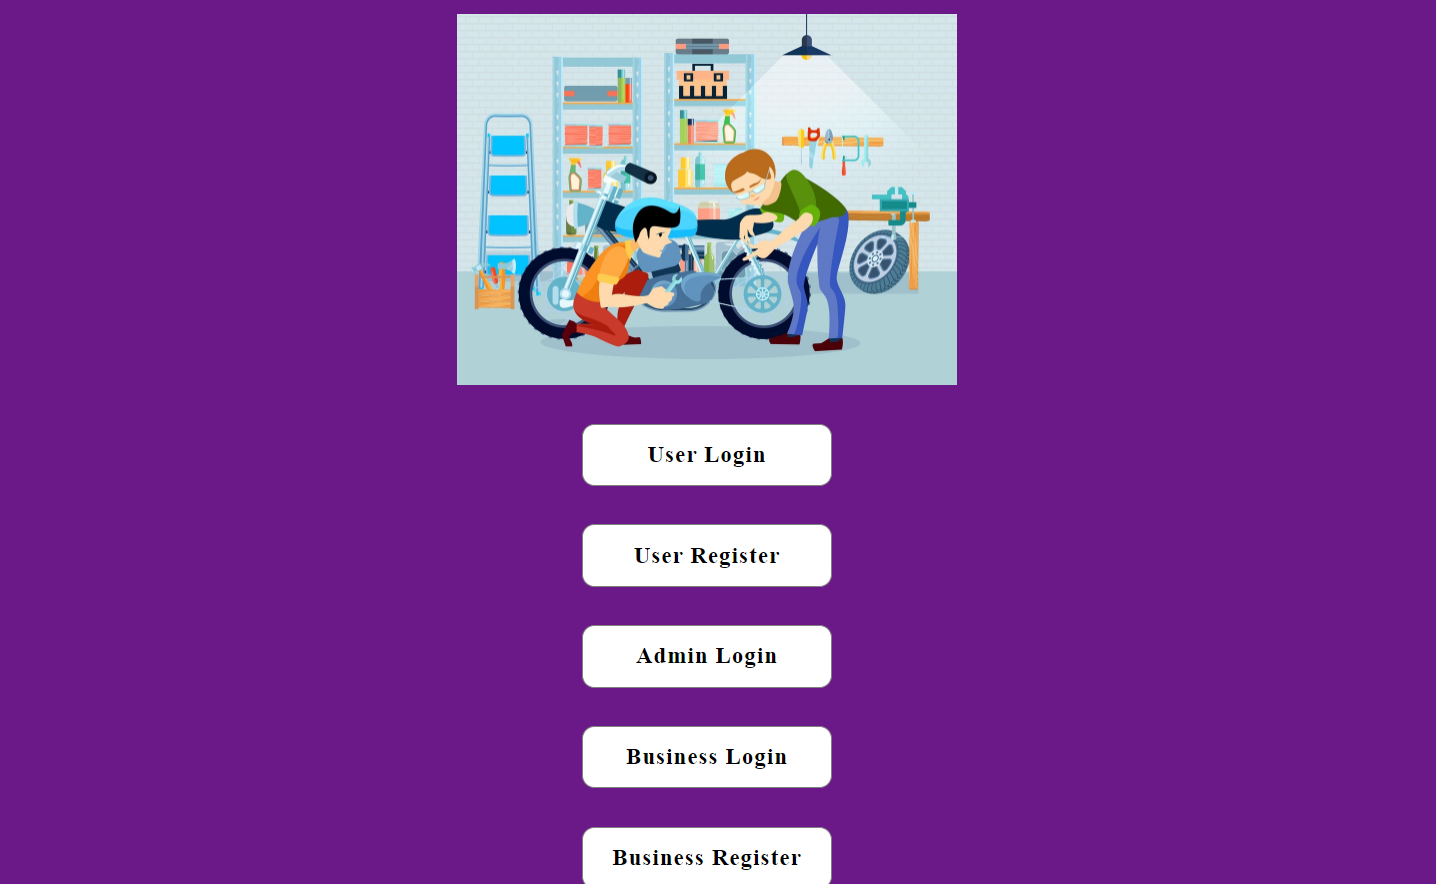 User Login
User Register
Admin Login
Business Login
Business Register